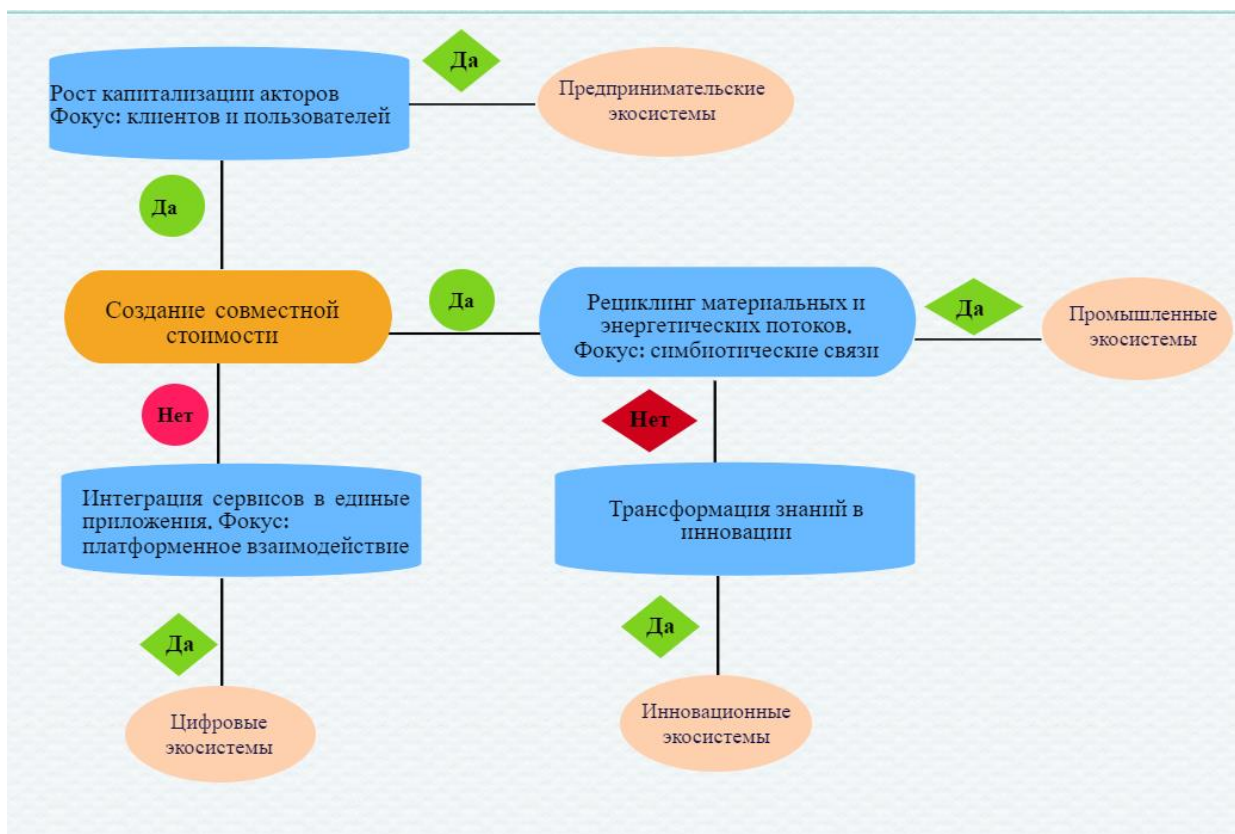 Да
Рост капитализации акторов
Фокус: клиентов и пользователей
Предпринимательские
экосистемы
Да
Создание совместной
стоимости
Да
Рециклинг материальных и
энергетических потоков.
Фокус: симбиотические связи
Да
Промышленные
экосистемы
Нет
Нет
Интеграция сервисов в единые
приложения. Фокус:
платформенное взаимодействие
Трансформация знаний в
инновации
Да
Да
Цифровые
экосистемы
Инновационные
экосистемы